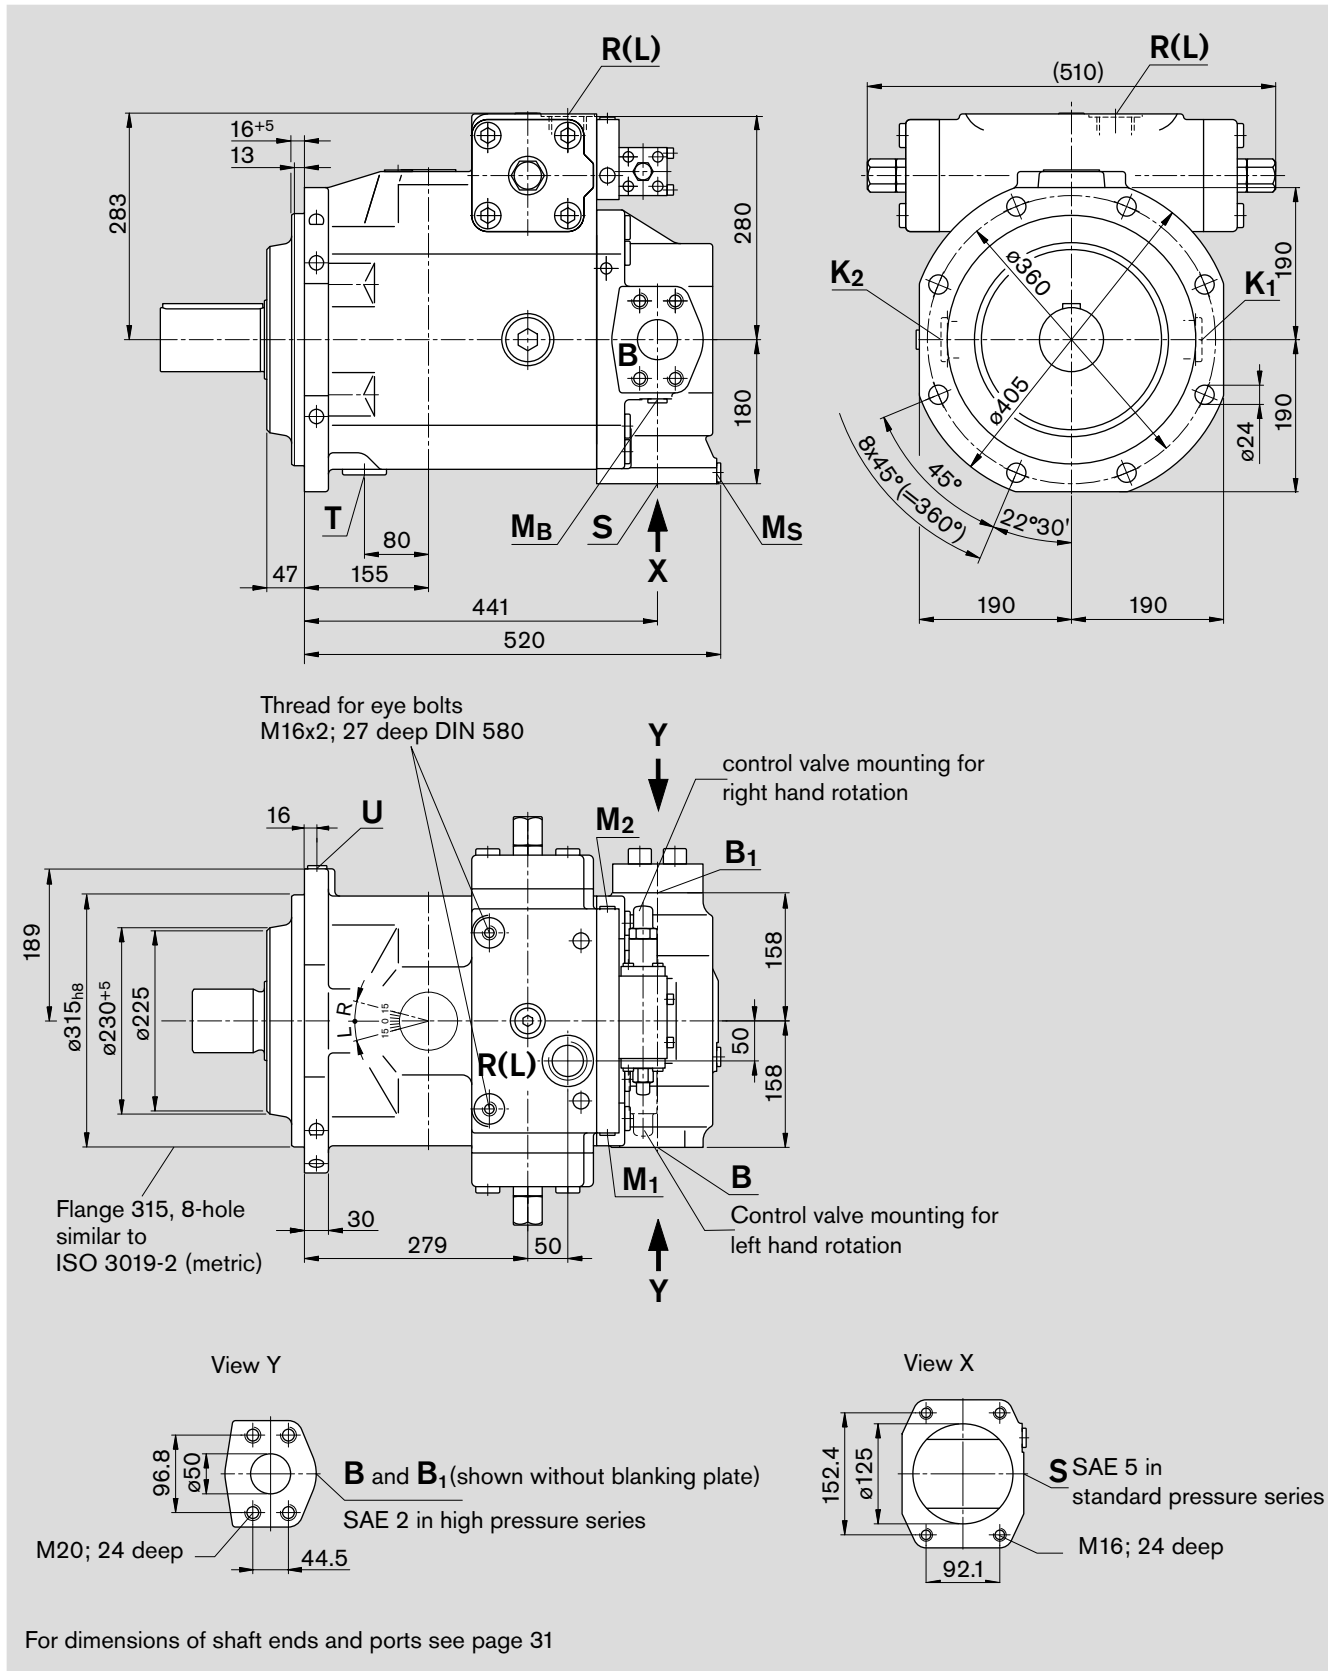 R(L)
R(L)
(510)
16+5
13
283
280
180
B
T
MB
S
MS
X
80
47
155
441
520
K2
K1
ø360
ø405
190
190
ø24
45°
8x45°(=360°)
22°30'
190
190
Thread for eye bolts
M16x2; 27 deep DIN 580
Y
control valve mounting for
right hand rotation
16
U
M2
B1
189
ø315h8
ø230+5
ø225
L R
15 0 15
R(L)
158
50
158
M1
B
Flange 315, 8-hole
similar to
ISO 3019-2 (metric)
30
279
50
Control valve mounting for
left hand rotation
Y
View Y
96.8
ø50
B and B1(shown without blanking plate)
SAE 2 in high pressure series
M20; 24 deep
44.5
View X
152.4
ø125
S SAE 5 in
standard pressure series
M16; 24 deep
92.1
For dimensions of shaft ends and ports see page 31